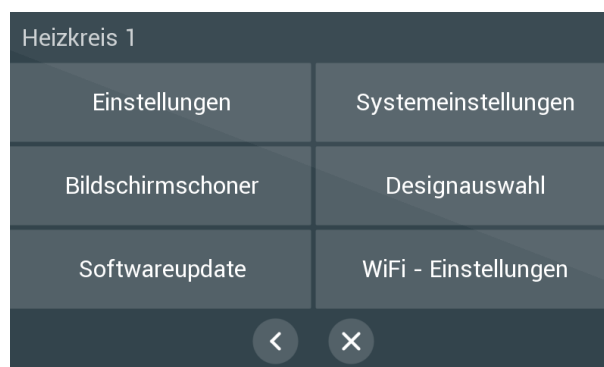 Heizkreis 1
Einstellungen
Systemeinstellungen
Bildschirmschoner
Designauswahl
Softwareupdate
WiFi - Einstellungen